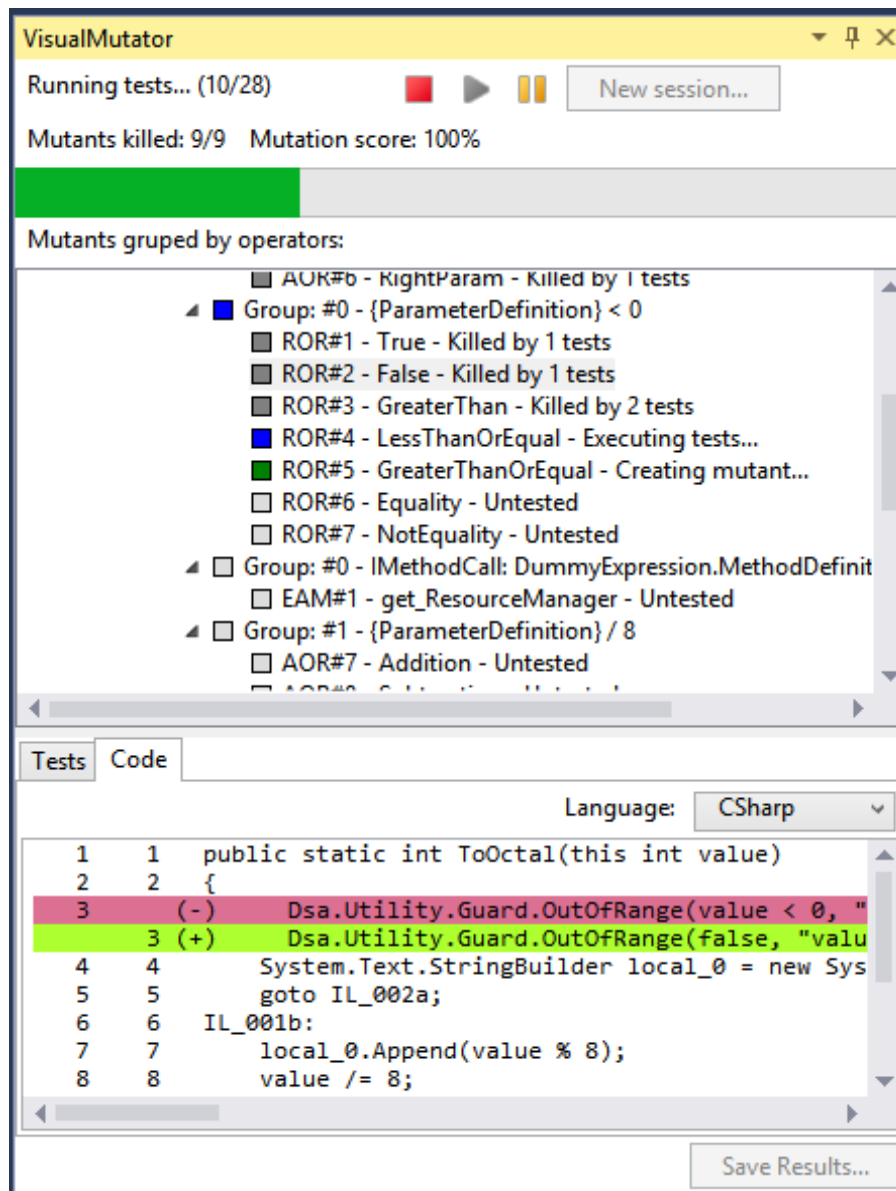 VisualMutator
Running tests... (10/28)
New session...
Mutants killed: 9/9 Mutation score: 100%
Mutants gruped by operators:
AOR#6 - RightParam - Killed by 1 tests
Group: #0 - {ParameterDefinition} < 0
ROR#1 - True - Killed by 1 tests
ROR#2 - False - Killed by 1 tests
ROR#3 - GreaterThan - Killed by 2 tests
ROR#4 - LessThanOrEqual - Executing tests...
ROR#5 - GreaterThanOrEqual - Creating mutant...
ROR#6 - Equality - Untested
ROR#7 - NotEquality - Untested
Group: #0 - IMethodCall: DummyExpression.MethodDefinit
EAM#1 - get_ResourceManager - Untested
Group: #1 - {ParameterDefinition} / 8
AOR#7 - Addition - Untested
Tests Code
Language: CSharp
1 1 public static int ToOctal(this int value)
2 2 {
3 (-) Dsa.Utility.Guard.OutOfRange(value < 0, "
3 (+) Dsa.Utility.Guard.OutOfRange(false, "valu
4 4 System.Text.StringBuilder local_0 = new Sys
5 5 goto IL_002a;
6 6 IL_001b:
7 7 local_0.Append(value % 8);
8 8 value /= 8;
Save Results...